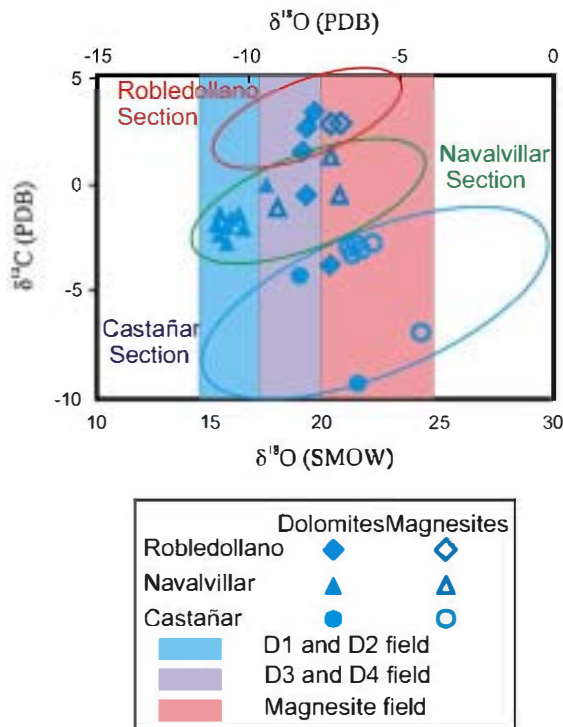 δ¹⁸O (PDB)
-15 -10 -5 0
5
0
-5
-10
δ¹³C (PDB)
Robledollano
Section
Navalvillar
Section
Castañar
Section
10 15 20 25 30
δ¹⁸O (SMOW)
Dolomites Magnesites
Robledollano
Navalvillar
Castañar
D1 and D2 field
D3 and D4 field
Magnesite field